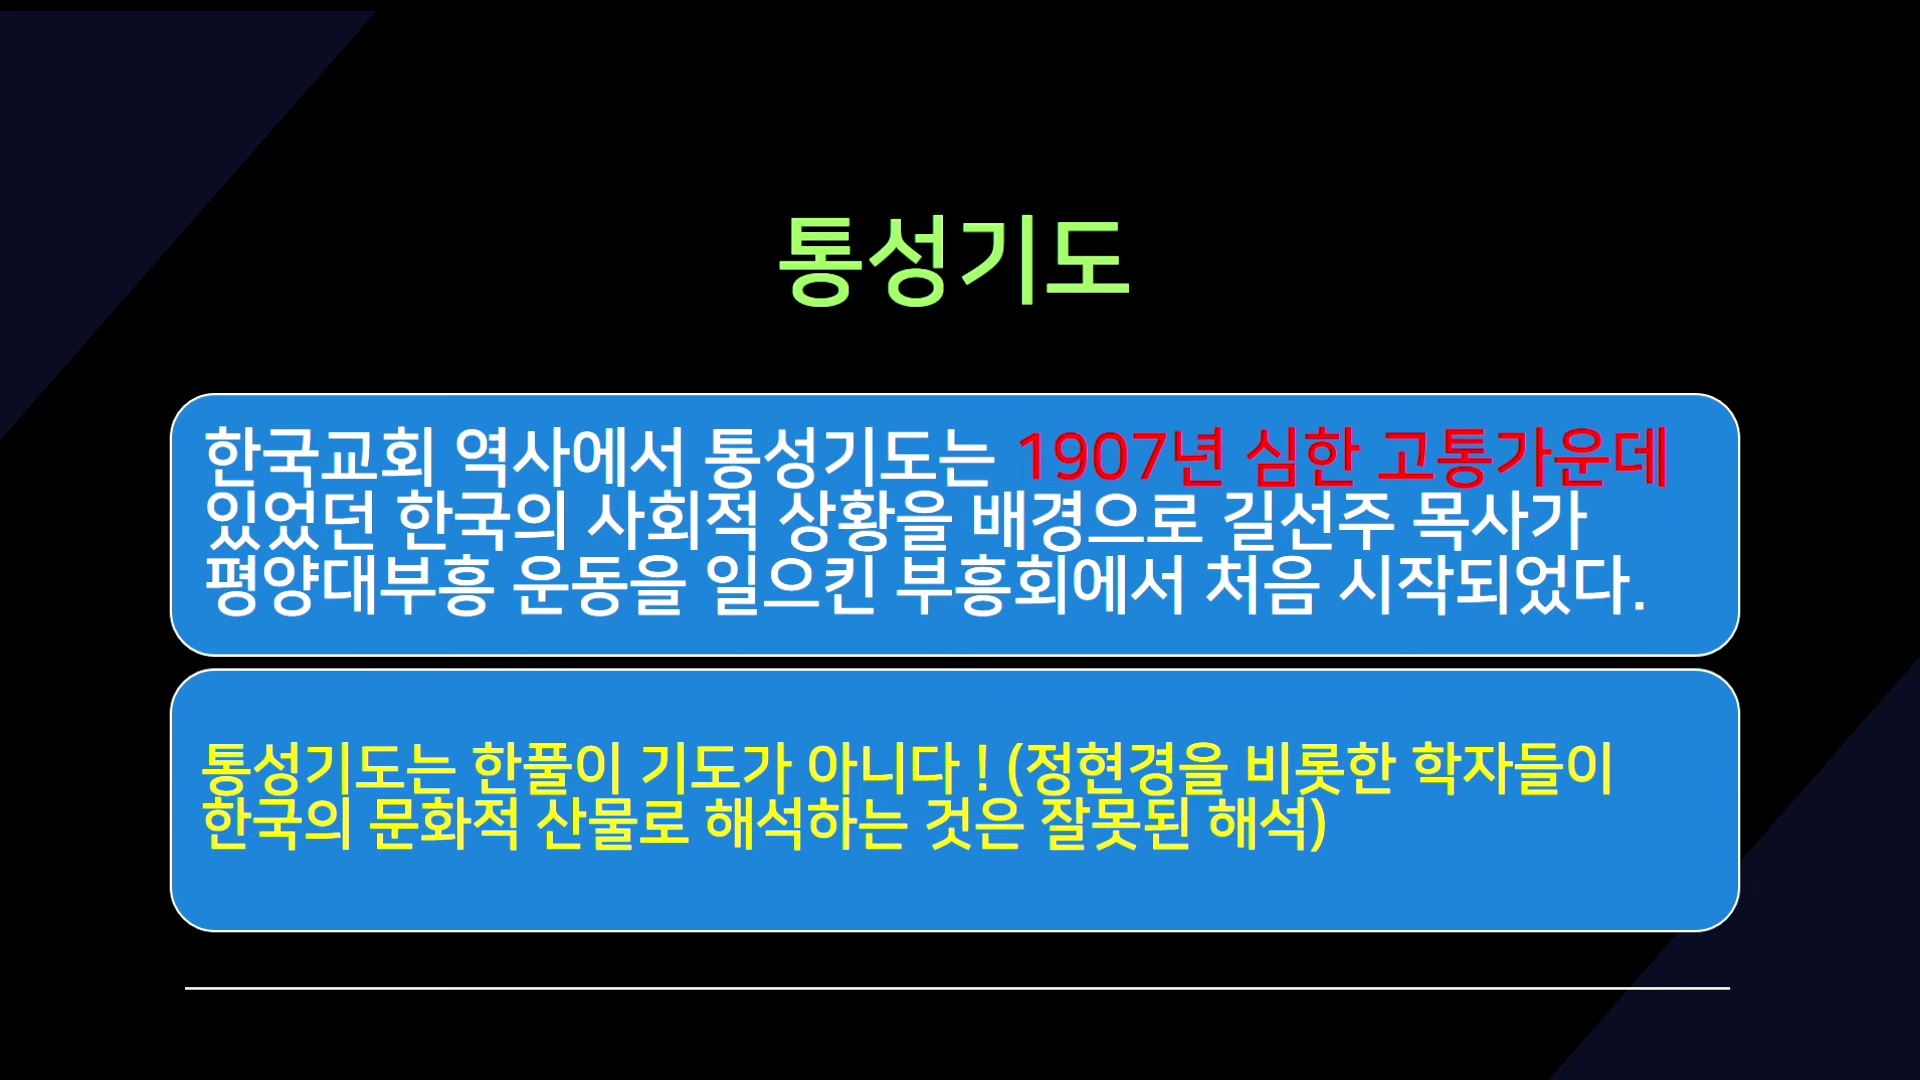 통성기도
한국교회 역사에서 통성기도는 1907년 심한 고통가운데
있었던 한국의 사회적 상황을 배경으로 길선주 목사가
평양대부흥 운동을 일으킨 부흥회에서 처음 시작되었다.
통성기도는 한풀이 기도가 아니다 ! (정현경을 비롯한 학자들이
한국의 문화적 산물로 해석하는 것은 잘못된 해석)